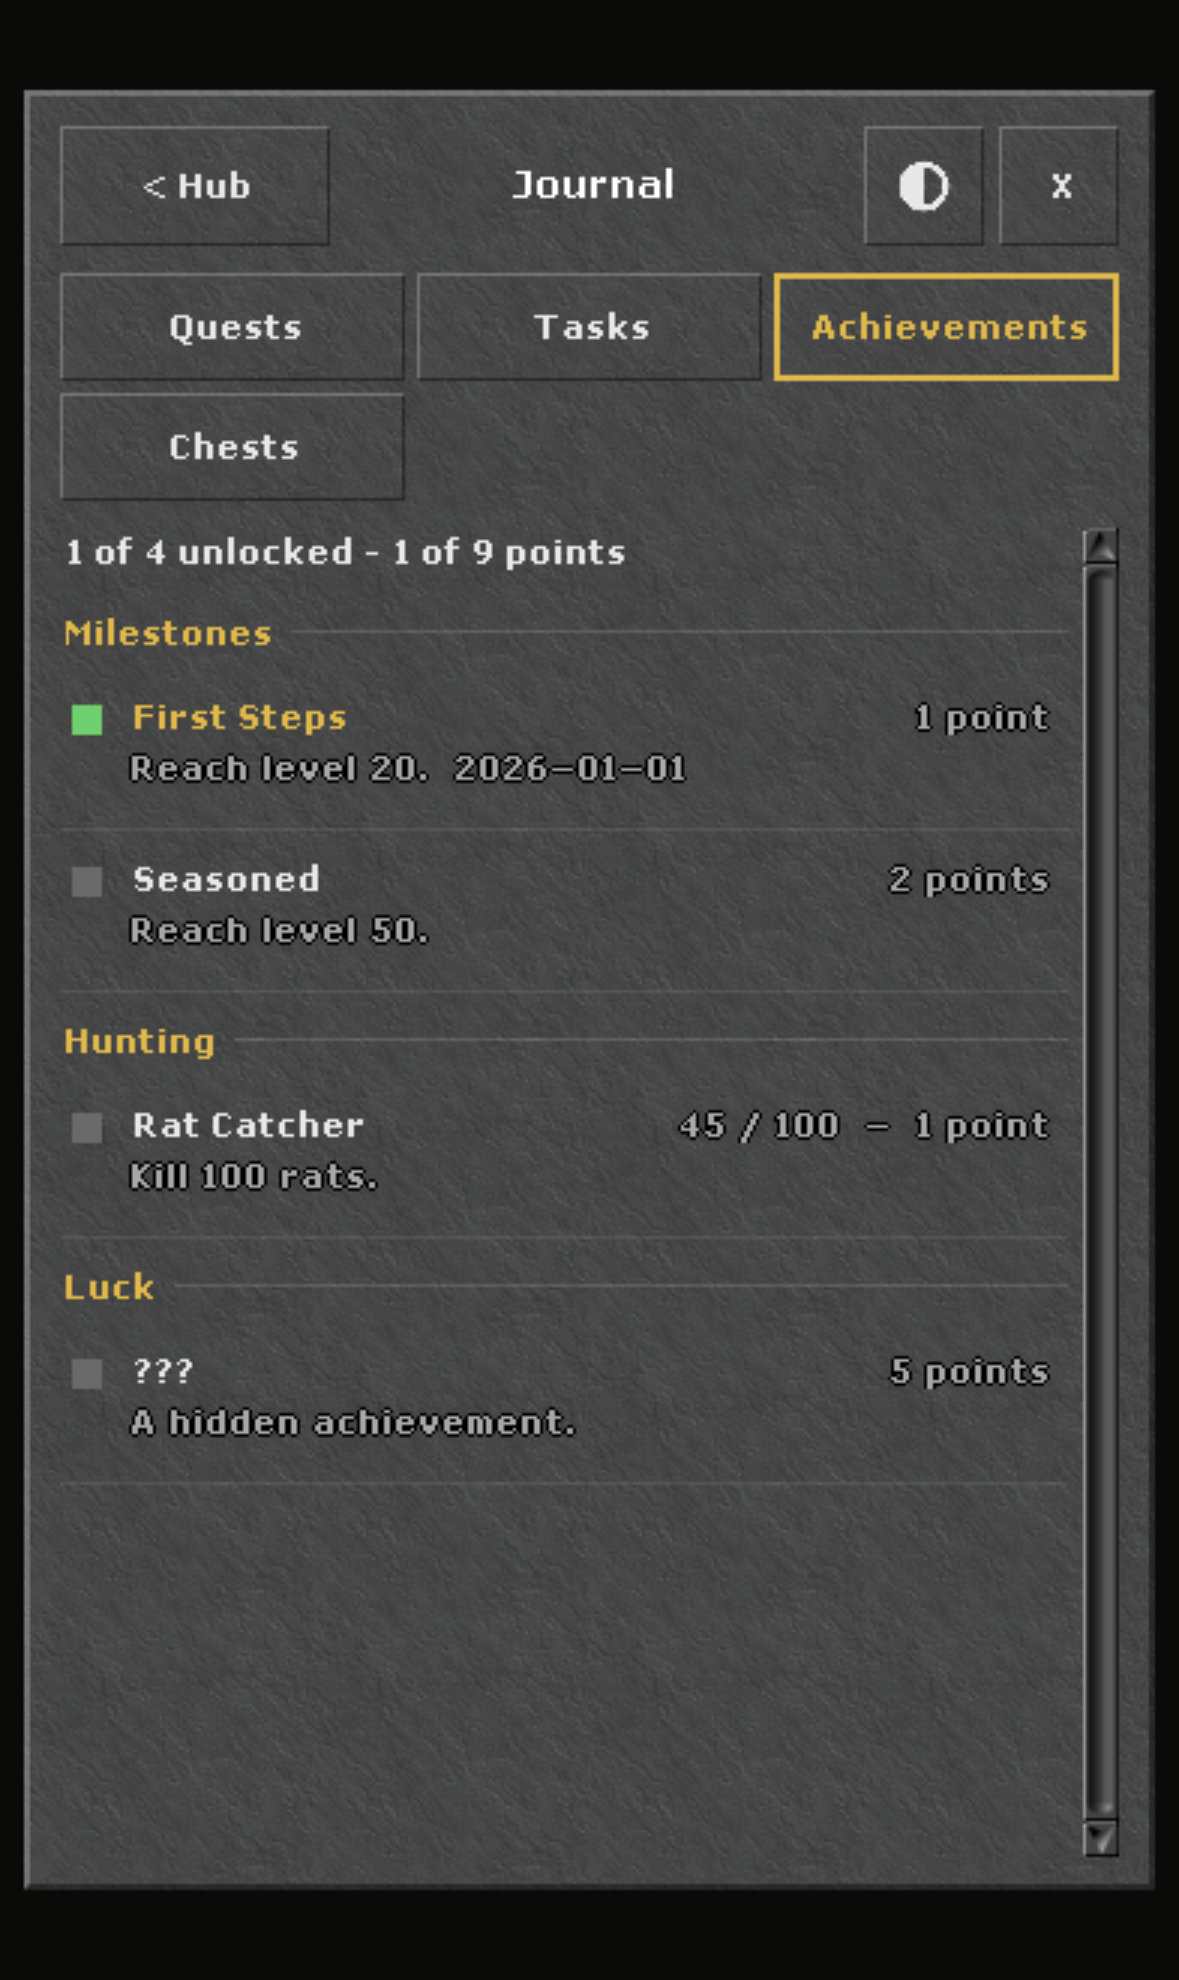 < Hub Journal X
Quests Tasks Achievements
Chests
1 of 4 unlocked - 1 of 9 points
Milestones
First Steps 1 point
Reach level 20. 2026-01-01
Seasoned 2 points
Reach level 50.
Hunting
Rat Catcher 45 / 100 - 1 point
Kill 100 rats.
Luck
??? 5 points
A hidden achievement.